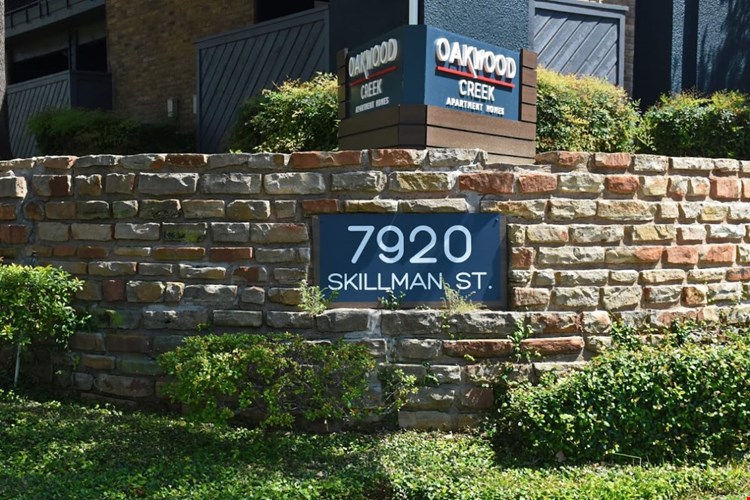 OAKWOOD
CREEK
APARTMENT HOMES
OAKWOOD
CREEK
APARTMENT HOMES
7920
SKILLMAN ST.